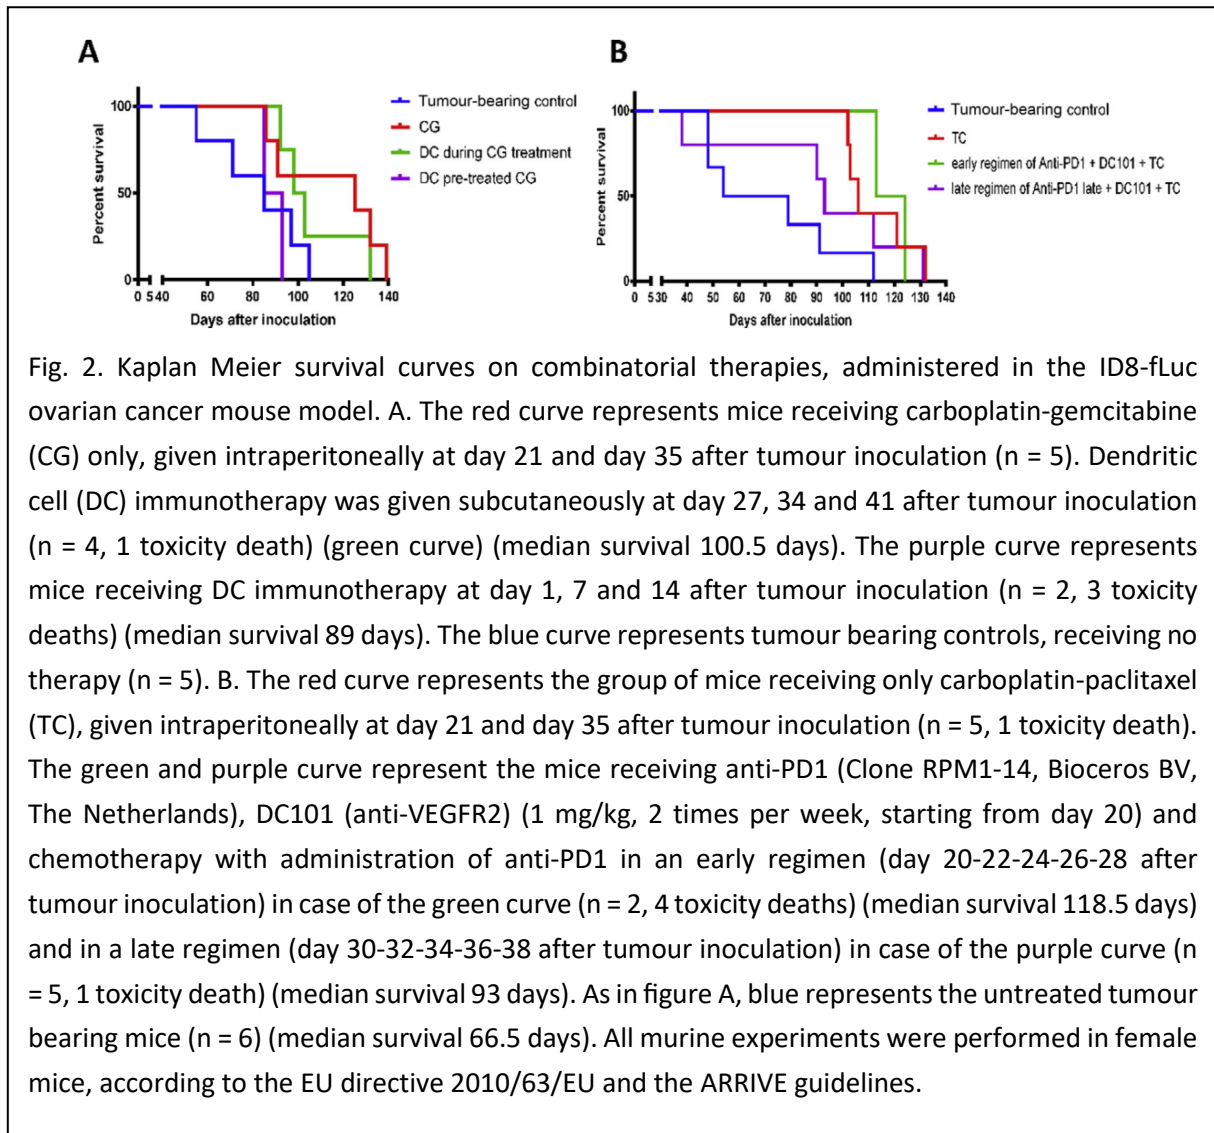 A
B
Percent survival
100
50
0
0 5 40 60 80 100 120 140
Days after inoculation
Tumour-bearing control
CG
DC during CG treatment
DC pre-treated CG
Percent survival
100
50
0
0 5 30 40 50 60 70 80 90 100 110 120 130 140
Days after inoculation
Tumour-bearing control
TC
early regimen of Anti-PD1 + DC101 + TC
late regimen of Anti-PD1 late + DC101 + TC
Fig. 2. Kaplan Meier survival curves on combinatorial therapies, administered in the ID8-fLuc
ovarian cancer mouse model. A. The red curve represents mice receiving carboplatin-gemcitabine
(CG) only, given intraperitoneally at day 21 and day 35 after tumour inoculation (n = 5). Dendritic
cell (DC) immunotherapy was given subcutaneously at day 27, 34 and 41 after tumour inoculation
(n = 4, 1 toxicity death) (green curve) (median survival 100.5 days). The purple curve represents
mice receiving DC immunotherapy at day 1, 7 and 14 after tumour inoculation (n = 2, 3 toxicity
deaths) (median survival 89 days). The blue curve represents tumour bearing controls, receiving no
therapy (n = 5). B. The red curve represents the group of mice receiving only carboplatin-paclitaxel
(TC), given intraperitoneally at day 21 and day 35 after tumour inoculation (n = 5, 1 toxicity death).
The green and purple curve represent the mice receiving anti-PD1 (Clone RPM1-14, Bioceros BV,
The Netherlands), DC101 (anti-VEGFR2) (1 mg/kg, 2 times per week, starting from day 20) and
chemotherapy with administration of anti-PD1 in an early regimen (day 20-22-24-26-28 after
tumour inoculation) in case of the green curve (n = 2, 4 toxicity deaths) (median survival 118.5 days)
and in a late regimen (day 30-32-34-36-38 after tumour inoculation) in case of the purple curve (n
= 5, 1 toxicity death) (median survival 93 days). As in figure A, blue represents the untreated tumour
bearing mice (n = 6) (median survival 66.5 days). All murine experiments were performed in female
mice, according to the EU directive 2010/63/EU and the ARRIVE guidelines.